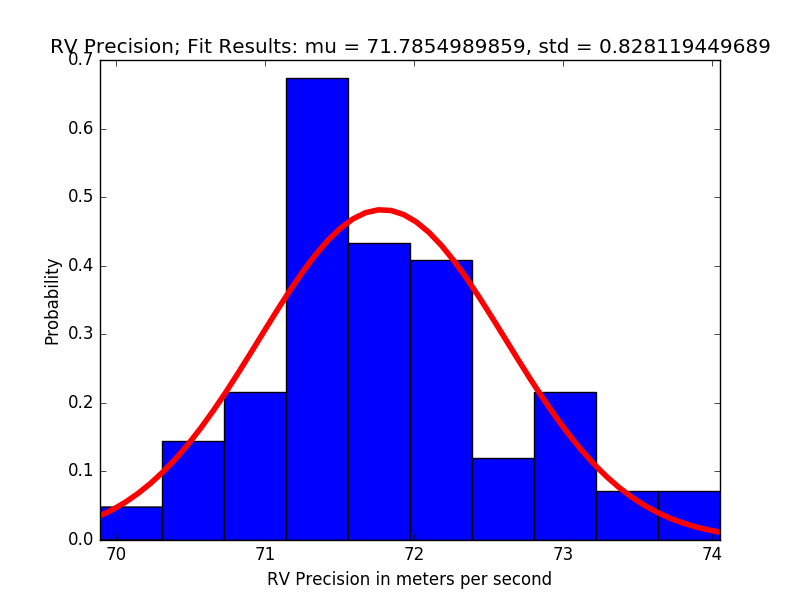 RV Precision; Fit Results: mu = 71.7854989859, std = 0.828119449689
0.7
0.6
0.5
0.4
0.3
0.2
0.1
0.0
Probability
70 71 72 73 74
RV Precision in meters per second